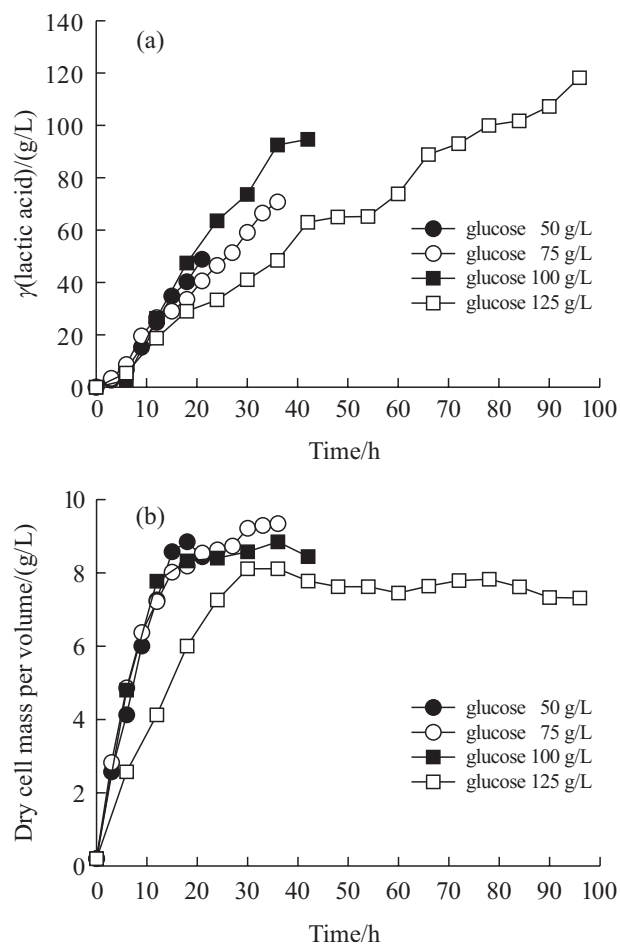 (a)
γ(lactic acid)/(g/L)
140
120
100
80
60
40
20
0
glucose 50 g/L
glucose 75 g/L
glucose 100 g/L
glucose 125 g/L
0 10 20 30 40 50 60 70 80 90 100
Time/h
(b)
Dry cell mass per volume/(g/L)
10
8
6
4
2
0
glucose 50 g/L
glucose 75 g/L
glucose 100 g/L
glucose 125 g/L
0 10 20 30 40 50 60 70 80 90 100
Time/h